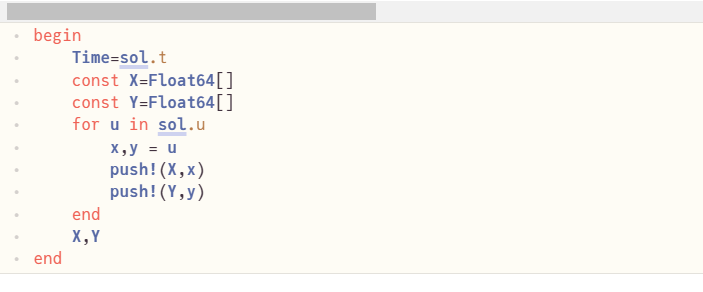 begin
    Time=sol.t
    const X=Float64[]
    const Y=Float64[]
    for u in sol.u
        x,y = u
        push!(X,x)
        push!(Y,y)
    end
    X,Y
end